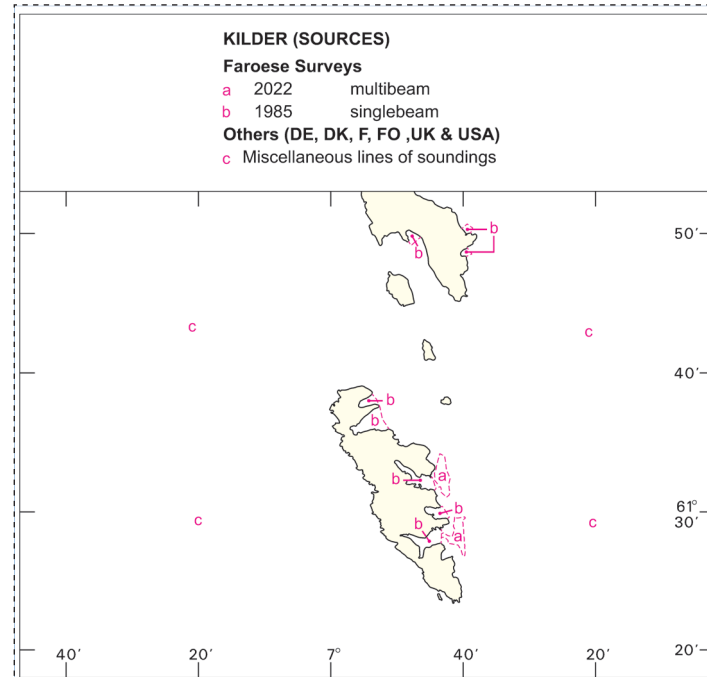 KILDER (SOURCES)
Faroese Surveys
a 2022 multibeam
b 1985 singlebeam
Others (DE, DK, F, FO ,UK & USA)
c Miscellaneous lines of soundings
b
50′
b
c
c
40′
b
b
b
a
61°
b
30′
c
b
a
c
40′ 20′ 7° 40′ 20′ 20′